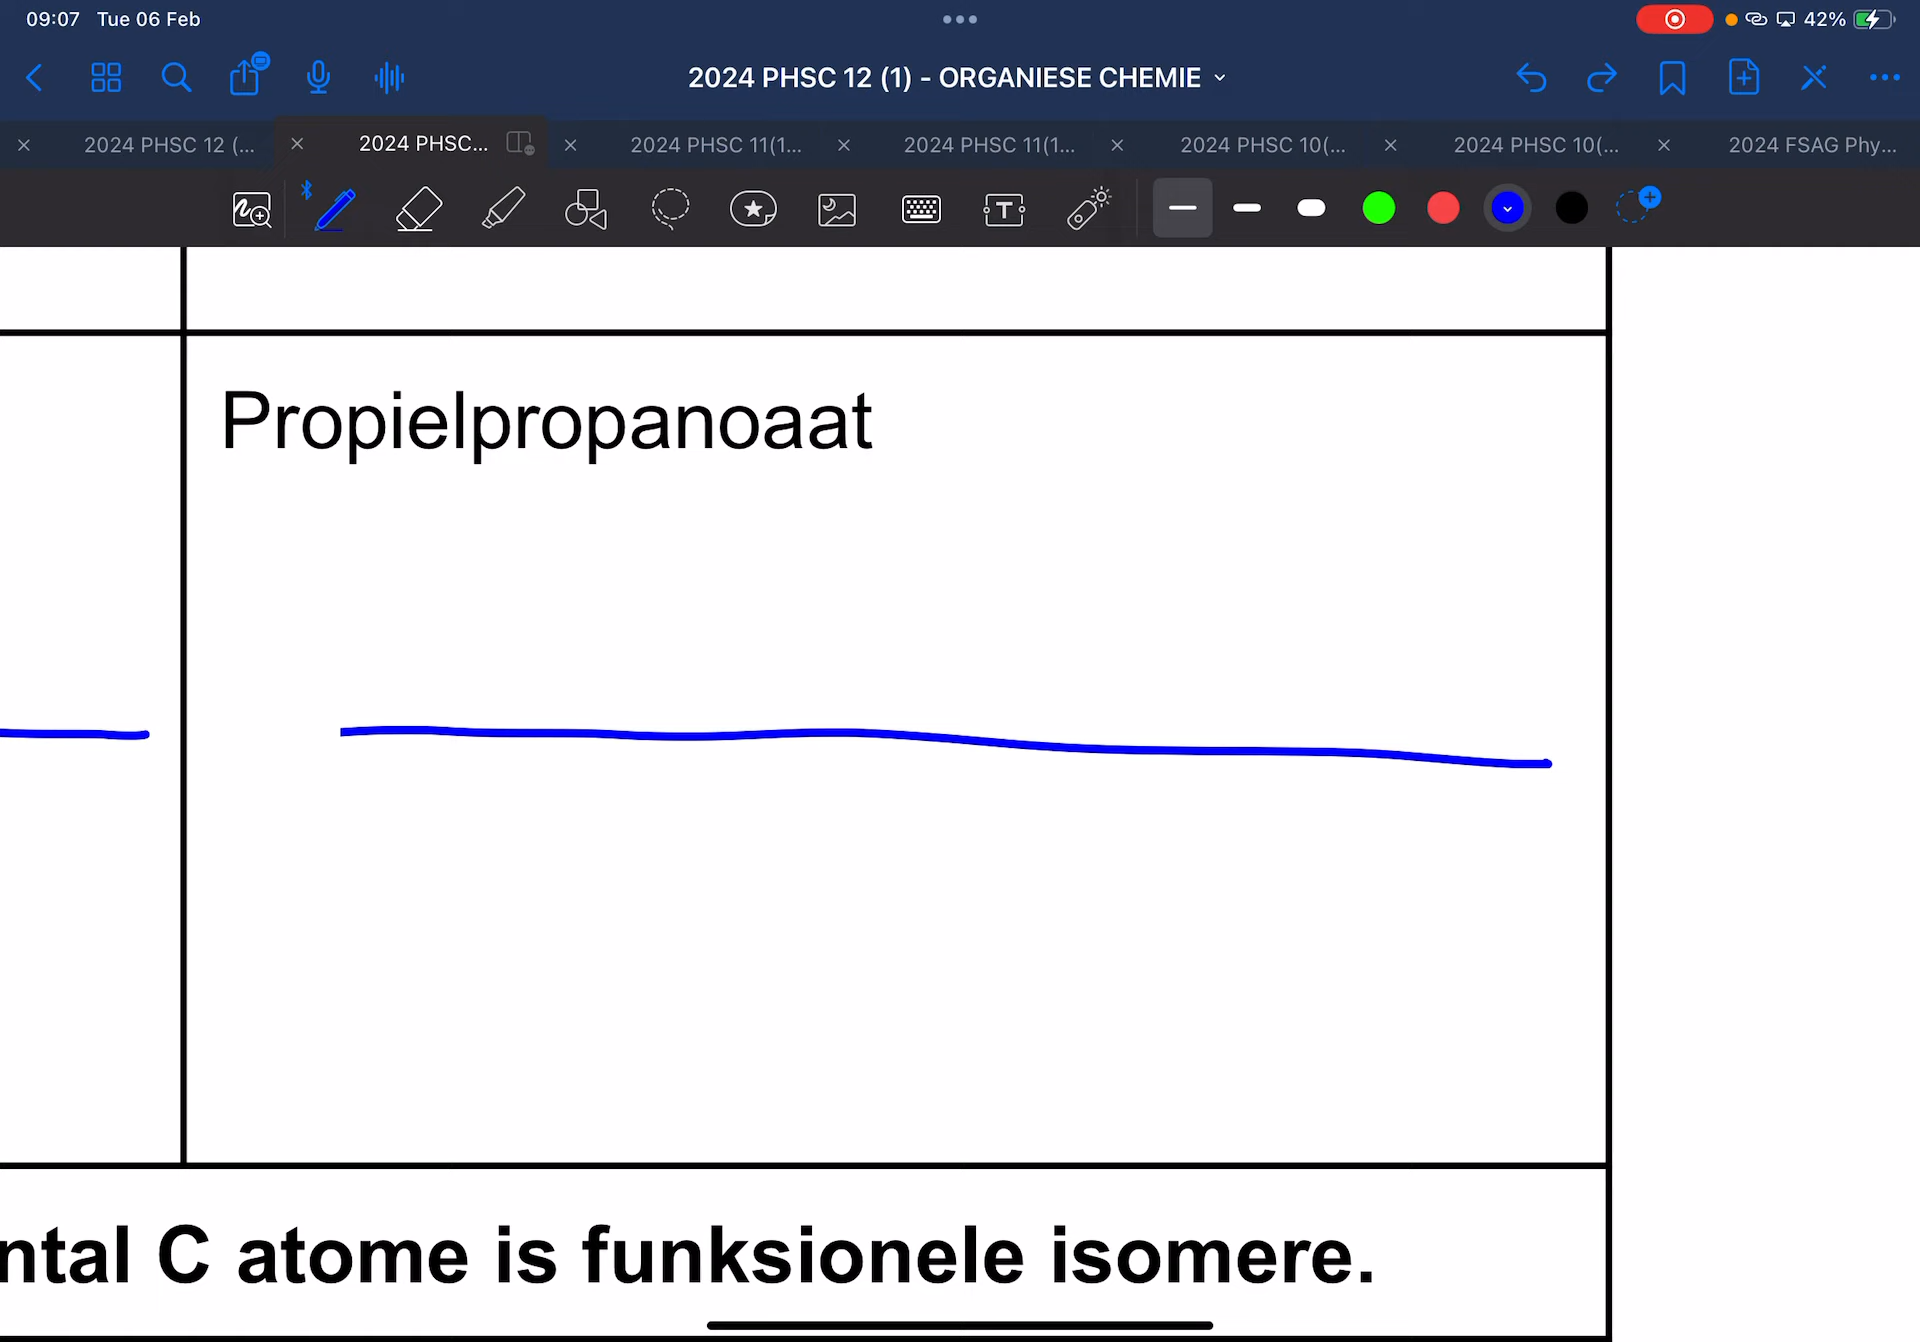 09:07 Tue 06 Feb
42%
2024 PHSC 12 (1) - ORGANIESE CHEMIE
2024 PHSC 12 (...
2024 PHSC...
2024 PHSC 11(1...
2024 PHSC 11(1...
2024 PHSC 10(...
2024 PHSC 10(...
2024 FSAG Phy...
Propielpropanoaat
ntal C atome is funksionele isomere.